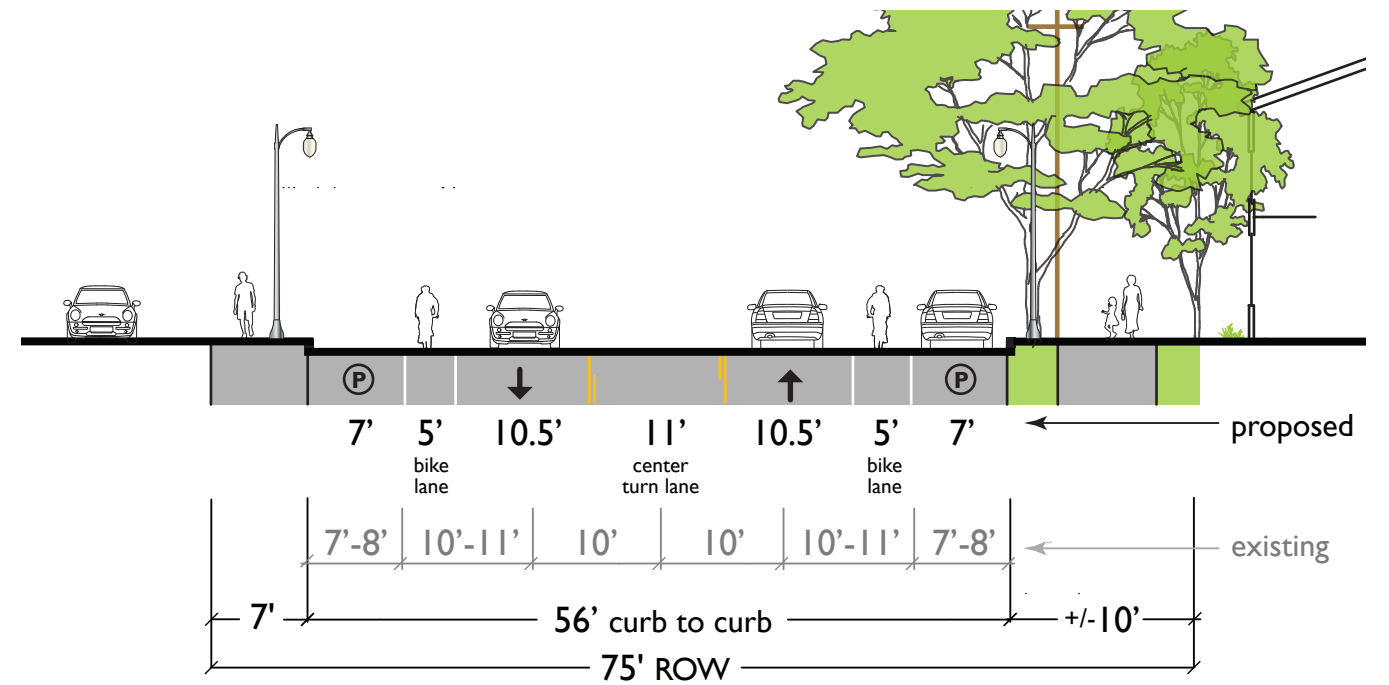 P P
7' 5' 10.5' 11' 10.5' 5' 7' proposed
bike lane center turn lane bike lane
7'-8' 10'-11' 10' 10' 10'-11' 7'-8' existing
7' 56' curb to curb +/-10'
75' ROW